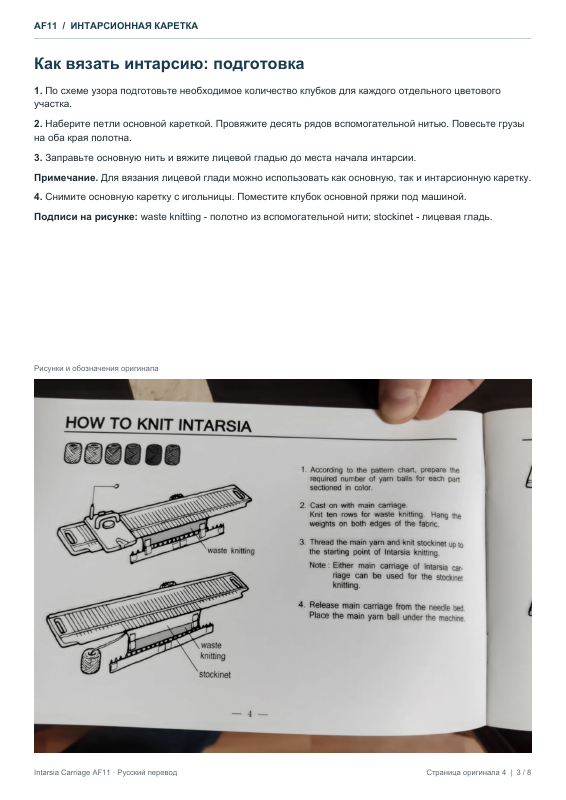 AF11 / ИНТАРСИОННАЯ КАРЕТКА
Как вязать интарсию: подготовка
1. По схеме узора подготовьте необходимое количество клубков для каждого отдельного цветового
участка.
2. Наберите петли основной кареткой. Провяжите десять рядов вспомогательной нитью. Повесьте грузы
на оба края полотна.
3. Заправьте основную нить и вяжите лицевой гладью до места начала интарсии.
Примечание. Для вязания лицевой глади можно использовать как основную, так и интарсионную каретку.
4. Снимите основную каретку с игольницы. Поместите клубок основной пряжи под машиной.
Подписи на рисунке: waste knitting - полотно из вспомогательной нити; stockinet - лицевая гладь.
Рисунки и обозначения оригинала
HOW TO KNIT INTARSIA
waste knitting
waste
knitting
stockinet
1. According to the pattern chart, prepare the
required number of yarn balls for each part
sectioned in color.
2. Cast on with main carriage.
Knit ten rows for waste knitting. Hang the
weights on both edges of the fabric.
3. Thread the main yarn and knit stockinet up to
the starting point of Intarsia knitting.
Note : Either main carriage of Intarsia car-
riage can be used for the stockinet
knitting.
4. Release main carriage from the needle bed.
Place the main yarn ball under the machine.
— 4 —
Intarsia Carriage AF11 · Русский перевод
Страница оригинала 4 | 3 / 8